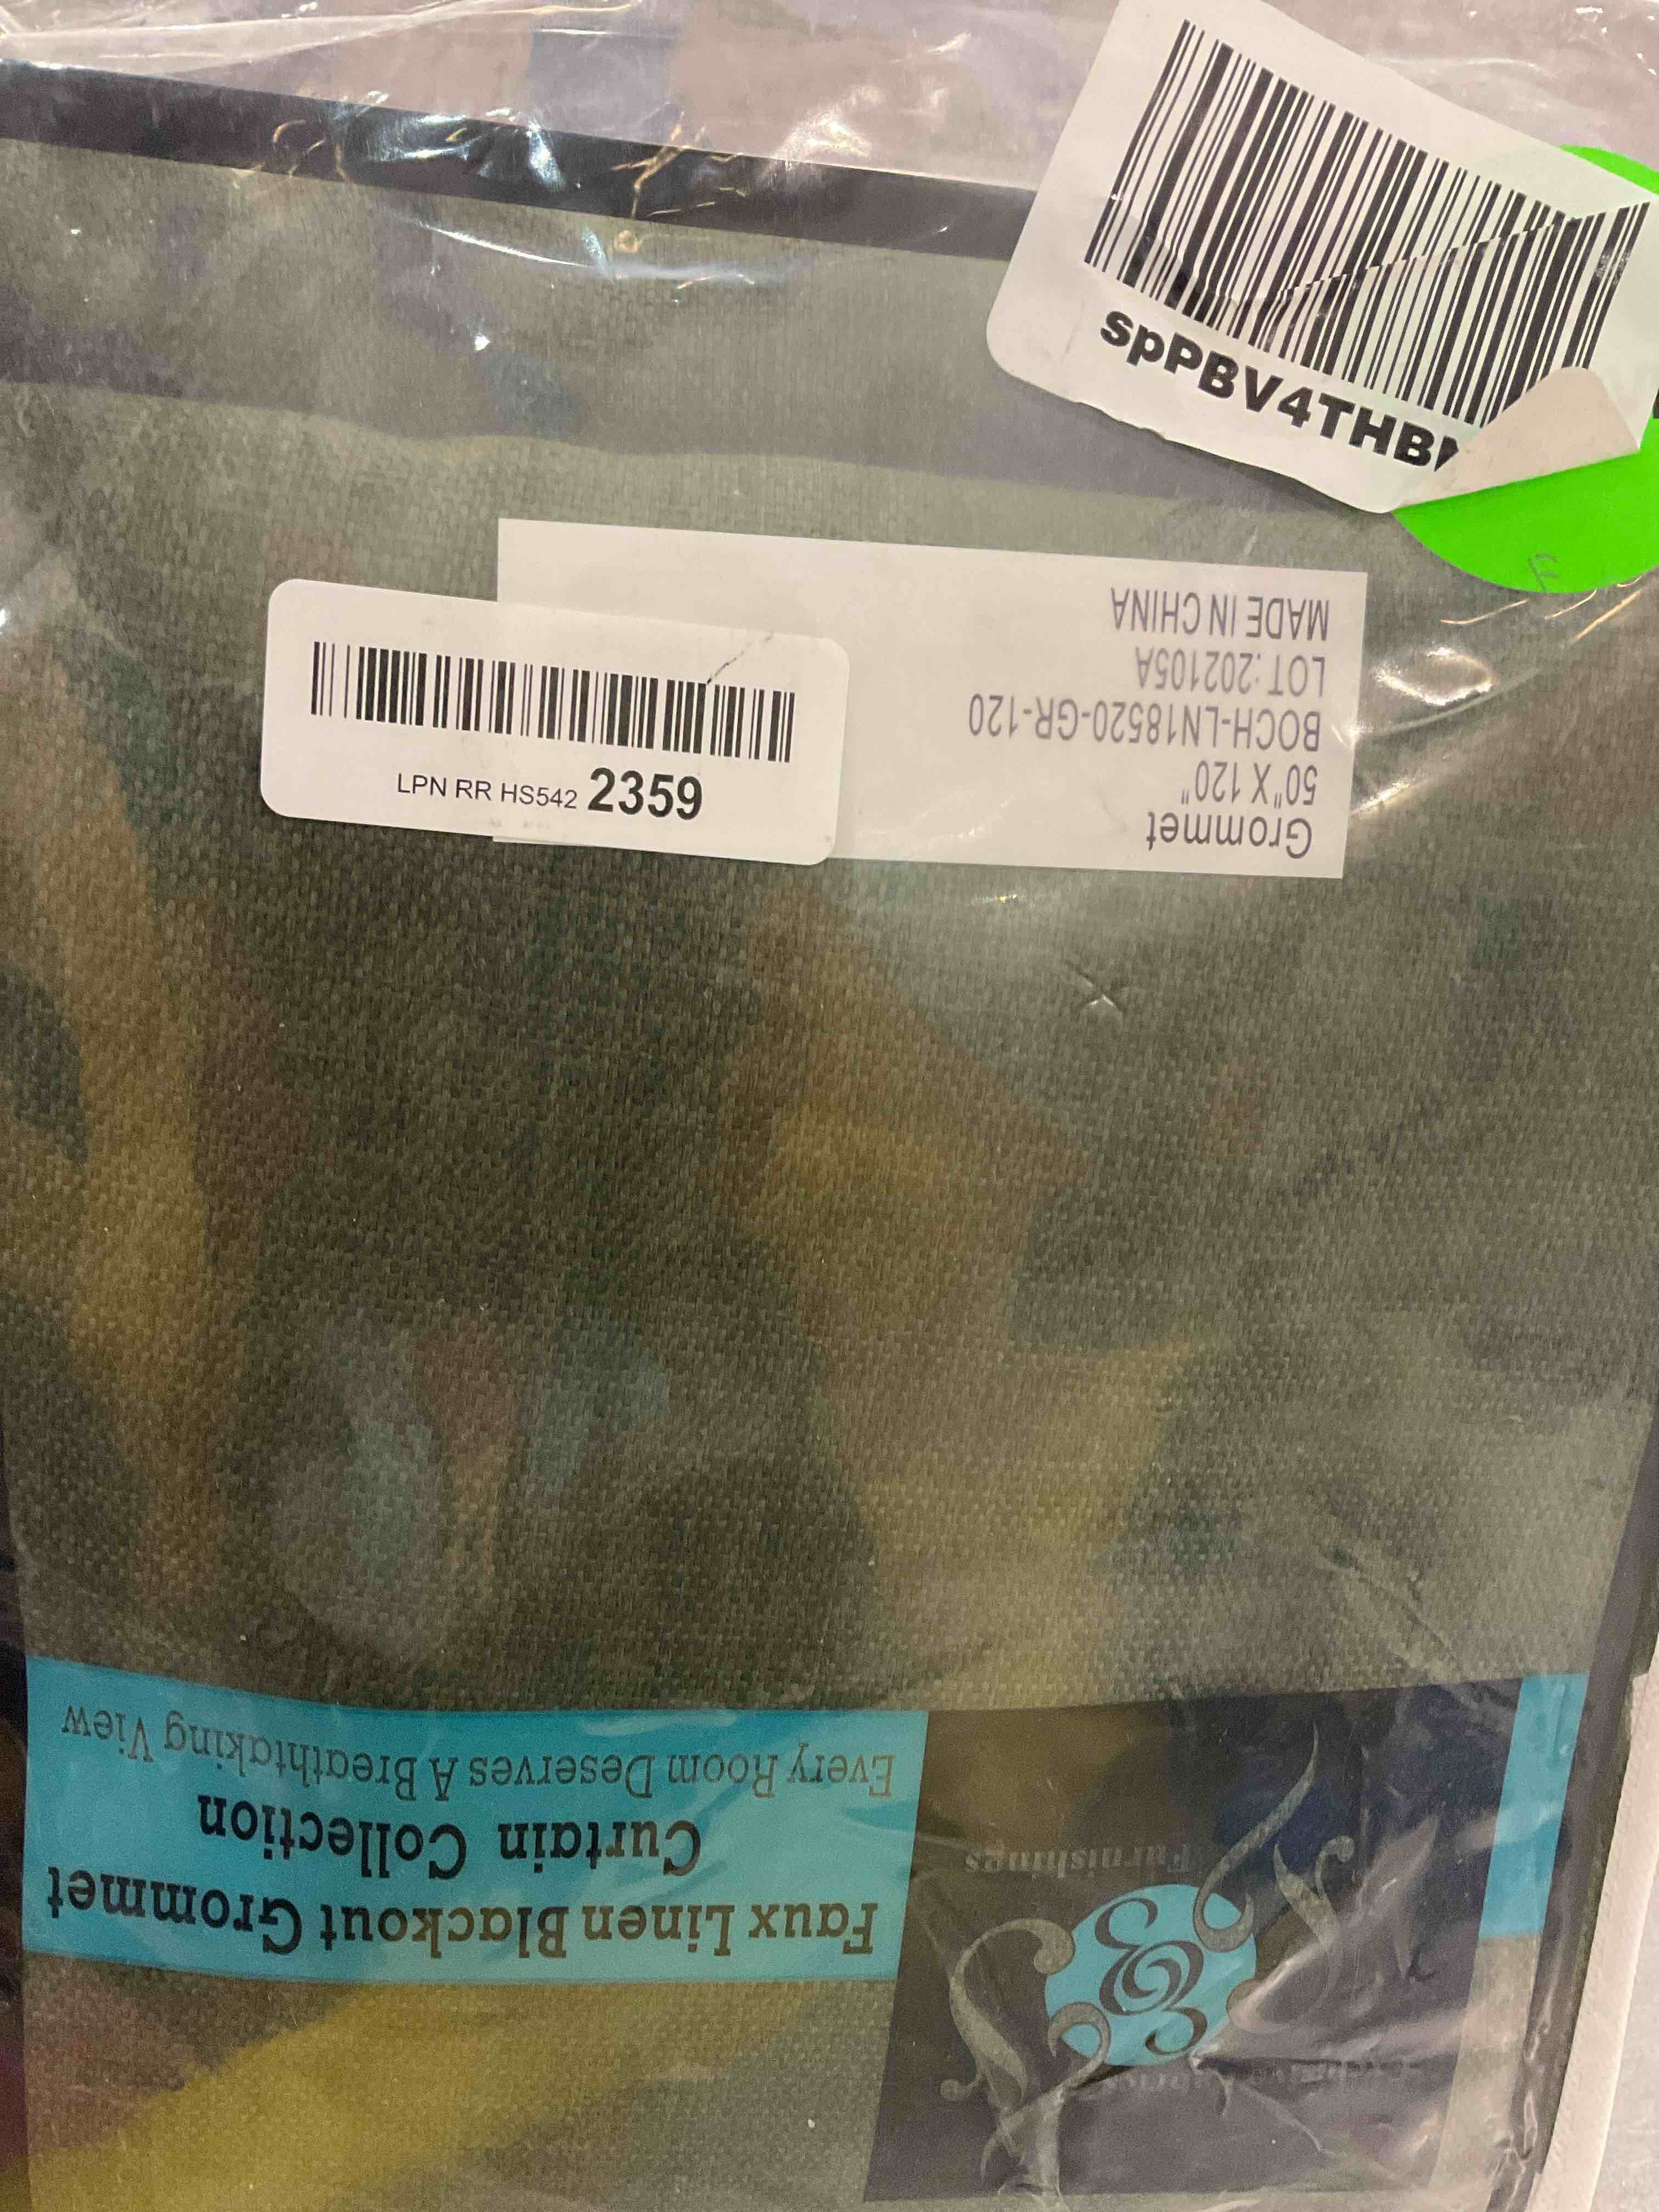 spPBV4THB
MADE IN CHINA
LOT:202105A
BOCH-LN18520-GR-120
50" X 120"
Grommet
LPN RR HS542 2359
Faux Linen Blackout Grommet
Curtain Collection
Every Room Deserves A Breathtaking View
&
Furnishings